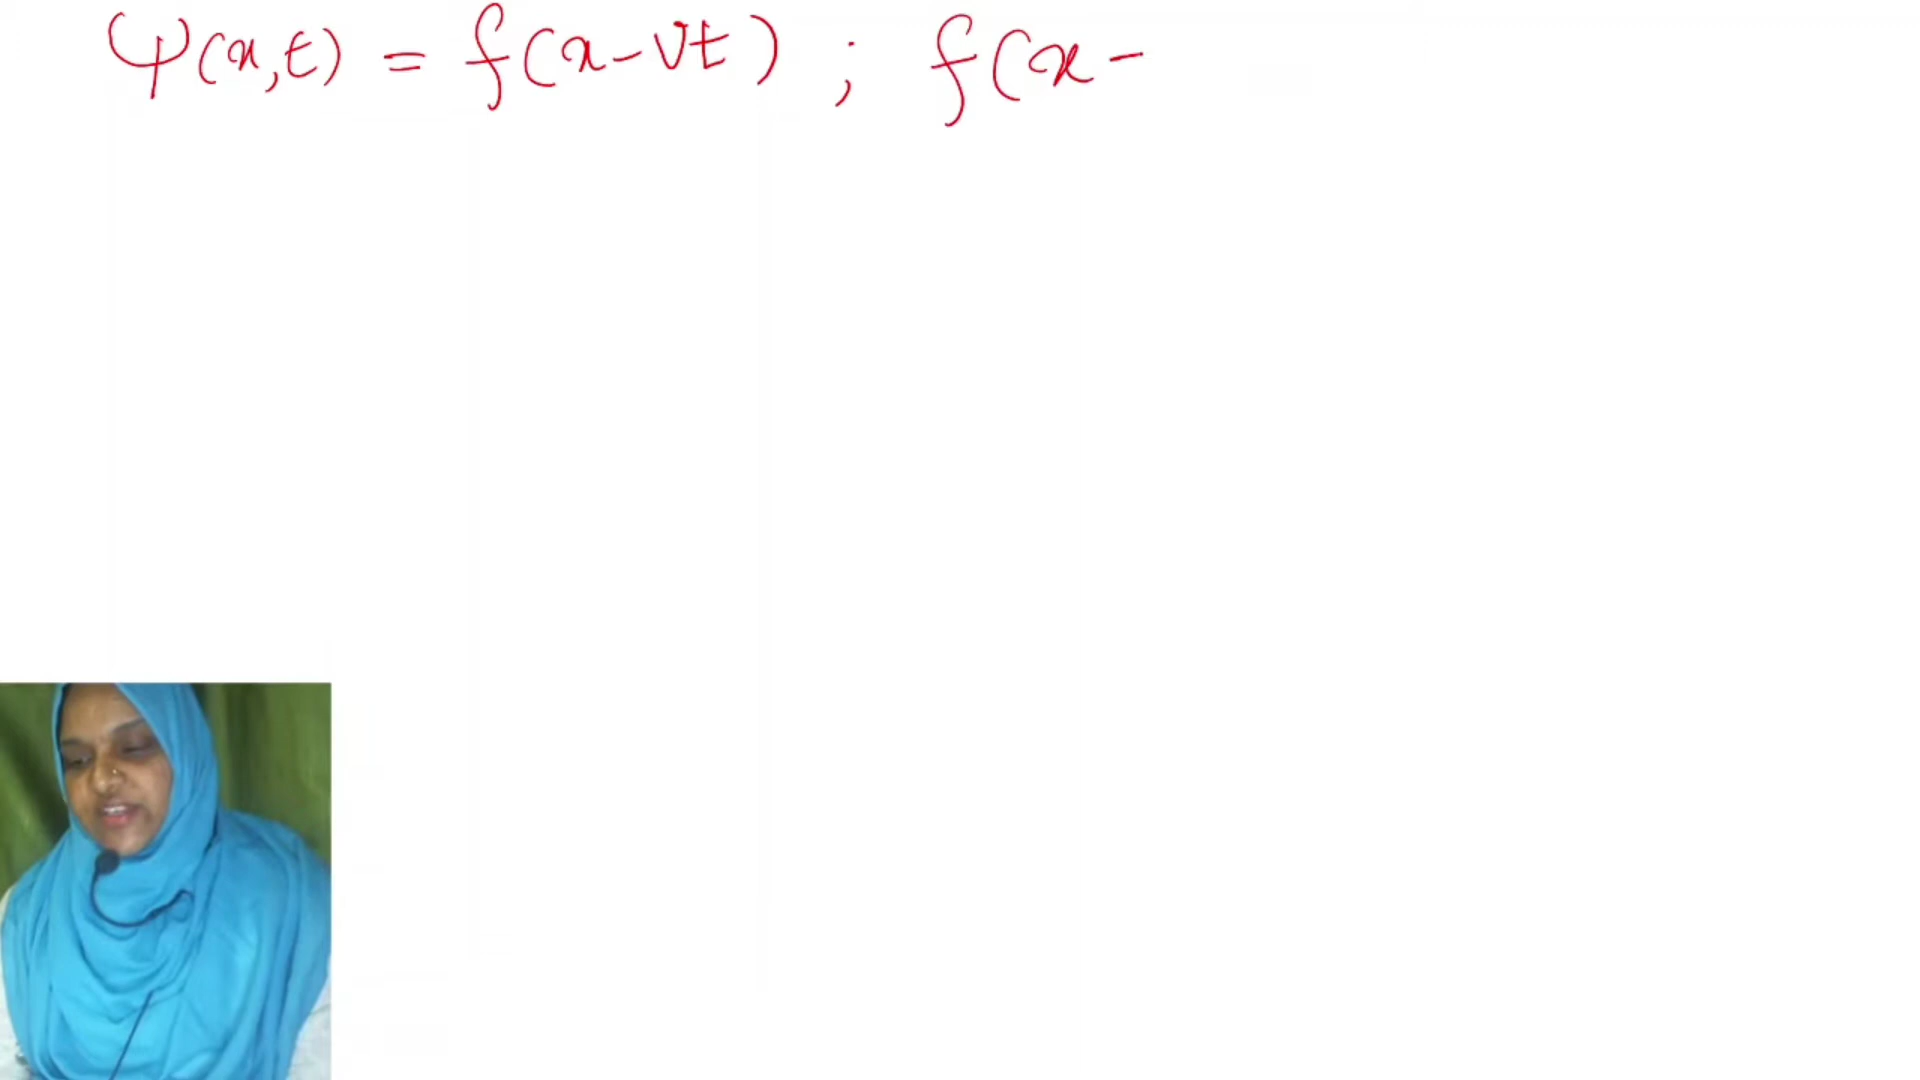 ψ(x,t) = f(x-vt) ; f(x-